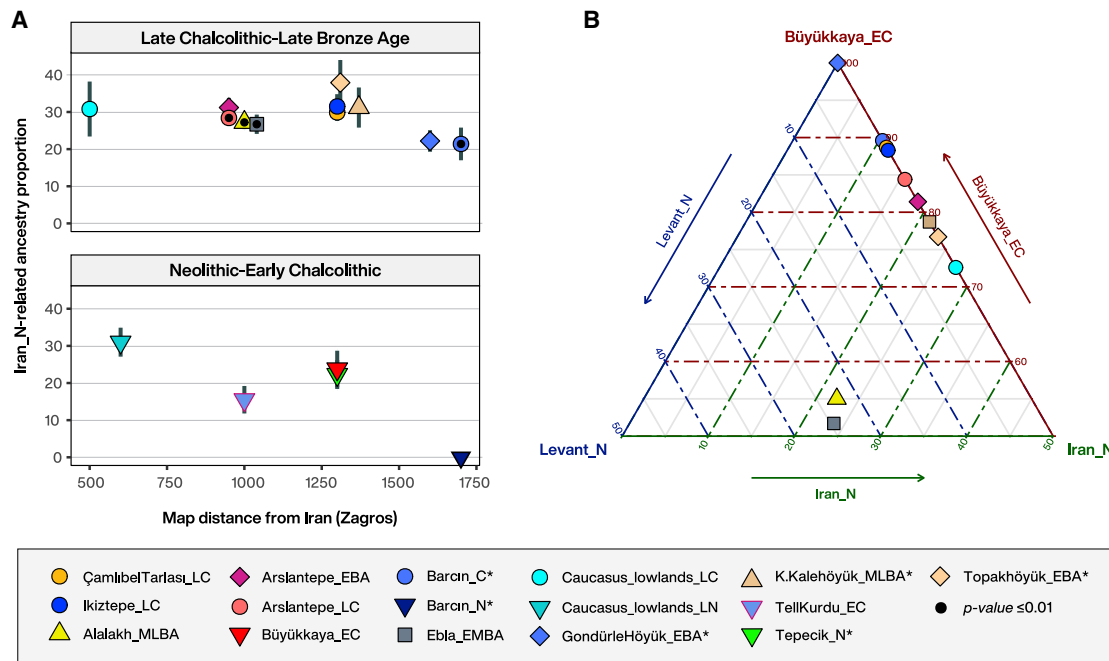 A
Late Chalcolithic-Late Bronze Age
40
30
20
10
0
Neolithic-Early Chalcolithic
40
30
20
10
0
500
1000
1250
1500
1750
Iran_N-related ancestry proportion
Map distance from Iran (Zagros)
B
Büyükkaya_EC
100
90
80
70
60
50
10
20
30
40
50
10
20
30
40
Levant_N
Büyükkaya_EC
Levant_N
Iran_N
Iran_N
ÇamlıbelTarlası_LC
Arslantepe_EBA
Barcın_C*
Caucasus_lowlands_LC
K.Kalehöyük_MLBA*
Topakhöyük_EBA*
Ikiztepe_LC
Arslantepe_LC
Barcın_N*
Caucasus_lowlands_LN
TellKurdu_EC
p-value ≤0.01
Alalakh_MLBA
Büyükkaya_EC
Ebla_EMBA
GondürleHöyük_EBA*
Tepecik_N*